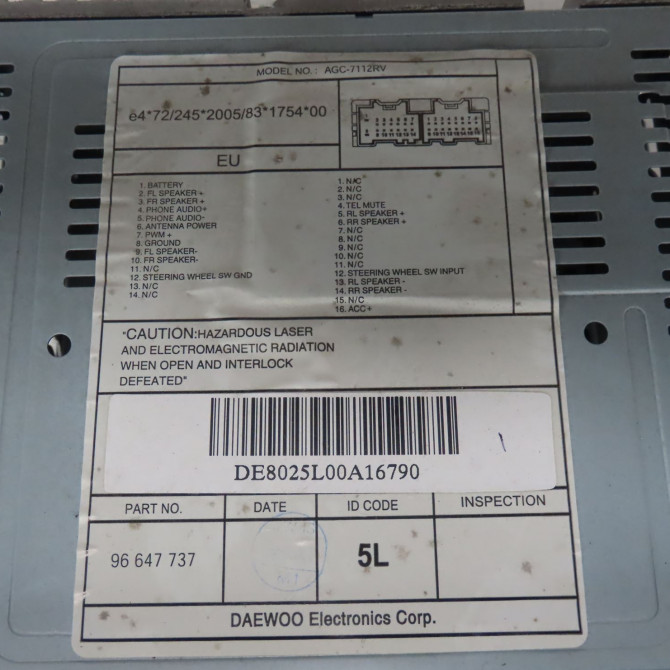 MODEL NO.: AGC-7112RV
e4*72/245*2005/83*1754*00
EU
1. BATTERY
2. FL SPEAKER+
3. FR SPEAKER+
4. PHONE AUDIO+
5. PHONE AUDIO-
6. ANTENNA POWER
7. PWM +
8. GROUND
9. FL SPEAKER-
10. FR SPEAKER-
11. N/C
12. STEERING WHEEL SW GND
13. N/C
14. N/C
1. N/C
2. N/C
3. N/C
4. TEL MUTE
5. RL SPEAKER +
6. RR SPEAKER +
7. N/C
8. N/C
9. N/C
10. N/C
11. N/C
12. STEERING WHEEL SW INPUT
13. RL SPEAKER -
14. RR SPEAKER -
15. N/C
16. ACC+
"CAUTION:HAZARDOUS LASER
AND ELECTROMAGNETIC RADIATION
WHEN OPEN AND INTERLOCK
DEFEATED"
DE8025L00A16790
PART NO. DATE ID CODE INSPECTION
96 647 737 5L
DAEWOO Electronics Corp.